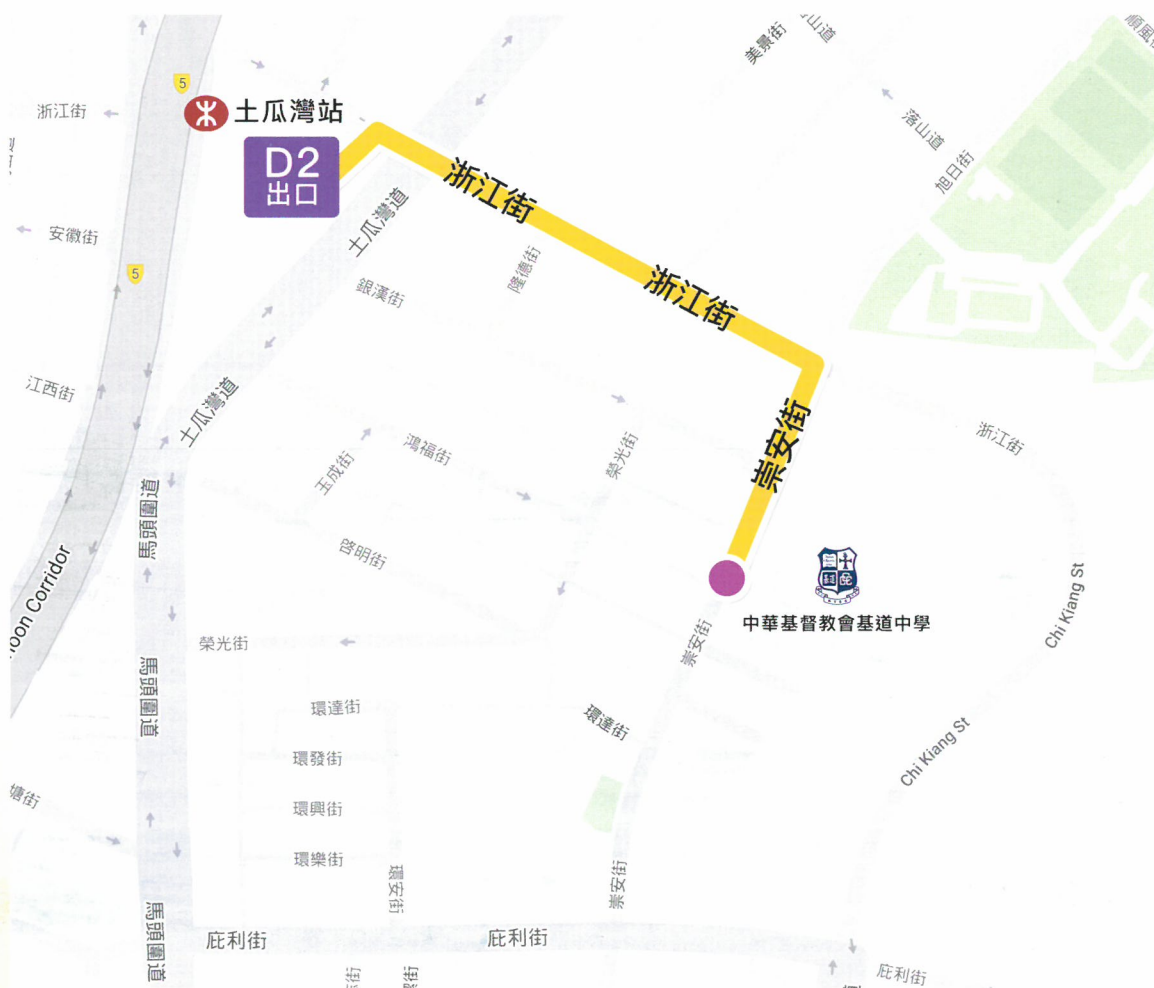 美景街
順風街
5
土瓜灣站
浙江街
D2
出口
落山道
旭日街
浙江街
土瓜灣道
安徽街
隆德街
5
銀漢街
浙江街
江西街
土瓜灣道
崇安街
浙江街
鴻福街
榮光街
玉成街
馬頭圍道
啓明街
Chi Kiang St
中華基督教會基道中學
榮光街
崇安街
馬頭圍道
環達街
環達街
Chi Kiang St
環發街
環興街
環樂街
環安街
崇安街
馬頭圍道
庇利街
庇利街
庇利街